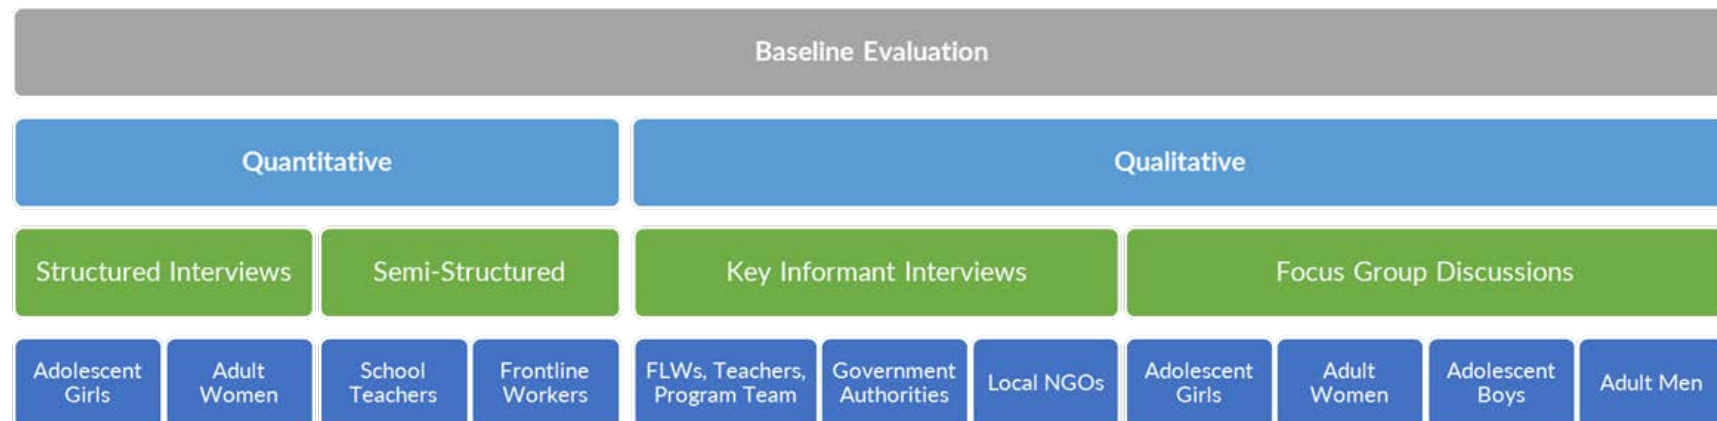 Baseline Evaluation
Quantitative
Qualitative
Structured Interviews
Semi-Structured
Key Informant Interviews
Focus Group Discussions
Adolescent
Girls
Adult
Women
School
Teachers
Frontline
Workers
FLWs, Teachers,
Program Team
Government
Authorities
Local NGOs
Adolescent
Girls
Adult
Women
Adolescent
Boys
Adult Men